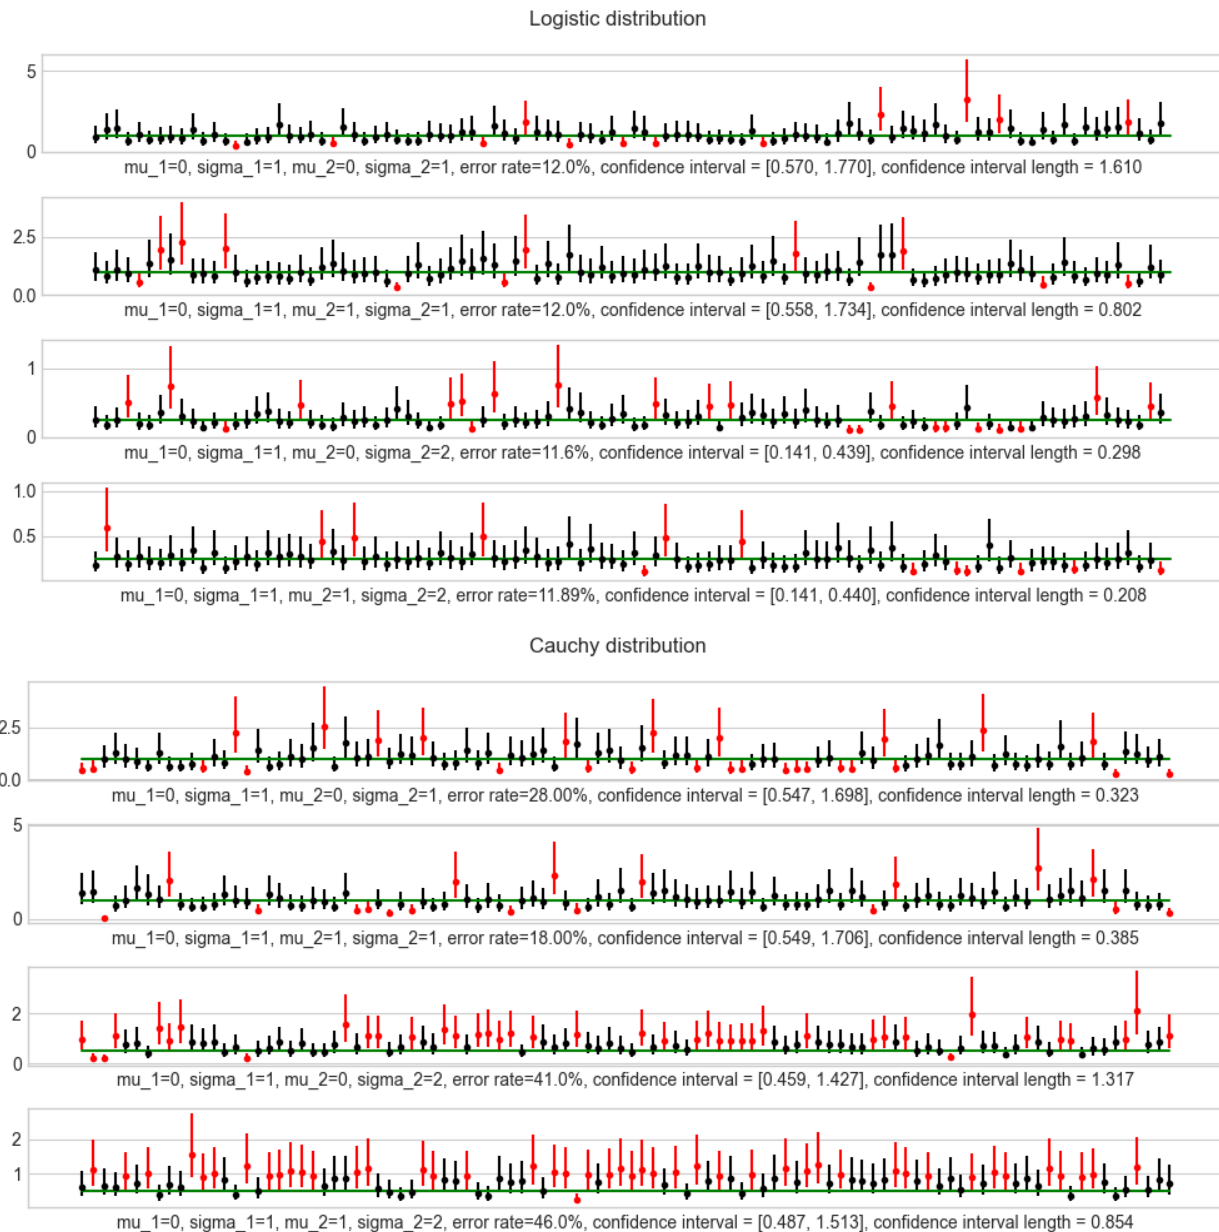 Logistic distribution
5
0
mu_1=0, sigma_1=1, mu_2=0, sigma_2=1, error rate=12.0%, confidence interval = [0.570, 1.770], confidence interval length = 1.610
2.5
0.0
mu_1=0, sigma_1=1, mu_2=1, sigma_2=1, error rate=12.0%, confidence interval = [0.558, 1.734], confidence interval length = 0.802
1
0
mu_1=0, sigma_1=1, mu_2=0, sigma_2=2, error rate=11.6%, confidence interval = [0.141, 0.439], confidence interval length = 0.298
1.0
0.5
mu_1=0, sigma_1=1, mu_2=1, sigma_2=2, error rate=11.89%, confidence interval = [0.141, 0.440], confidence interval length = 0.208
Cauchy distribution
2.5
0.0
mu_1=0, sigma_1=1, mu_2=0, sigma_2=1, error rate=28.00%, confidence interval = [0.547, 1.698], confidence interval length = 0.323
5
0
mu_1=0, sigma_1=1, mu_2=1, sigma_2=1, error rate=18.00%, confidence interval = [0.549, 1.706], confidence interval length = 0.385
2
0
mu_1=0, sigma_1=1, mu_2=0, sigma_2=2, error rate=41.0%, confidence interval = [0.459, 1.427], confidence interval length = 1.317
2
1
mu_1=0, sigma_1=1, mu_2=1, sigma_2=2, error rate=46.0%, confidence interval = [0.487, 1.513], confidence interval length = 0.854